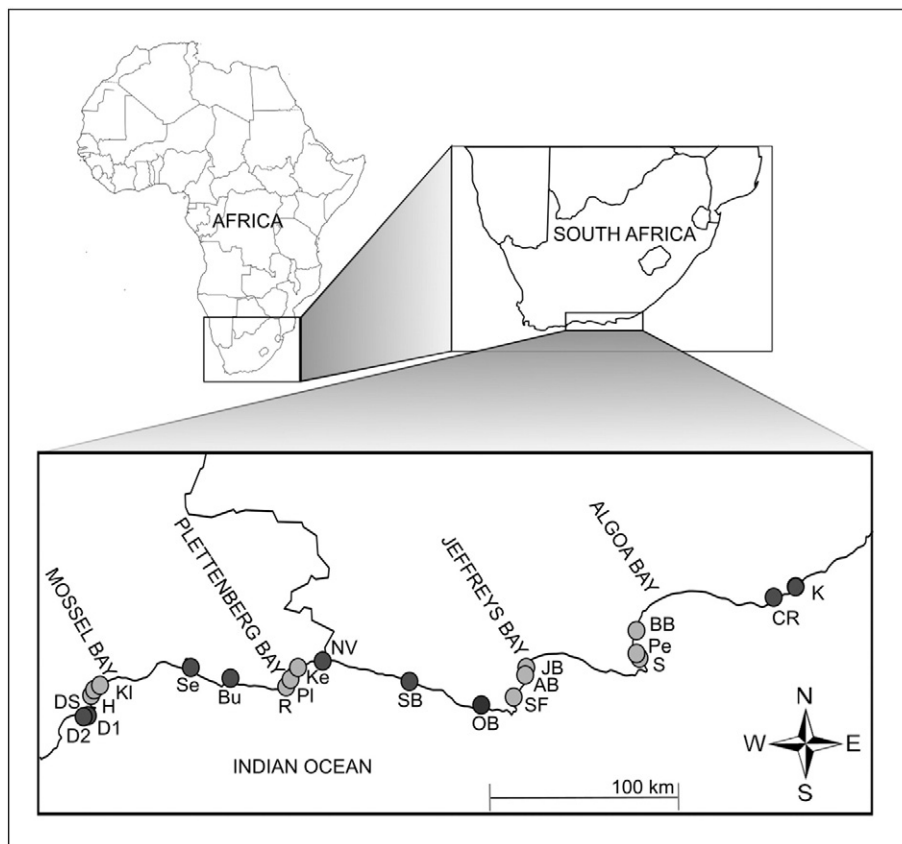 AFRICA
SOUTH AFRICA
MOSSEL BAY
PLETTENBERG BAY
JEFFREYS BAY
ALGOA BAY
K
CR
BB
Pe
S
NV
Ke
JB
AB
SF
Se
Bu
Pl
R
SB
OB
Kl
DS
H
D1
D2
INDIAN OCEAN
100 km
N
W
E
S